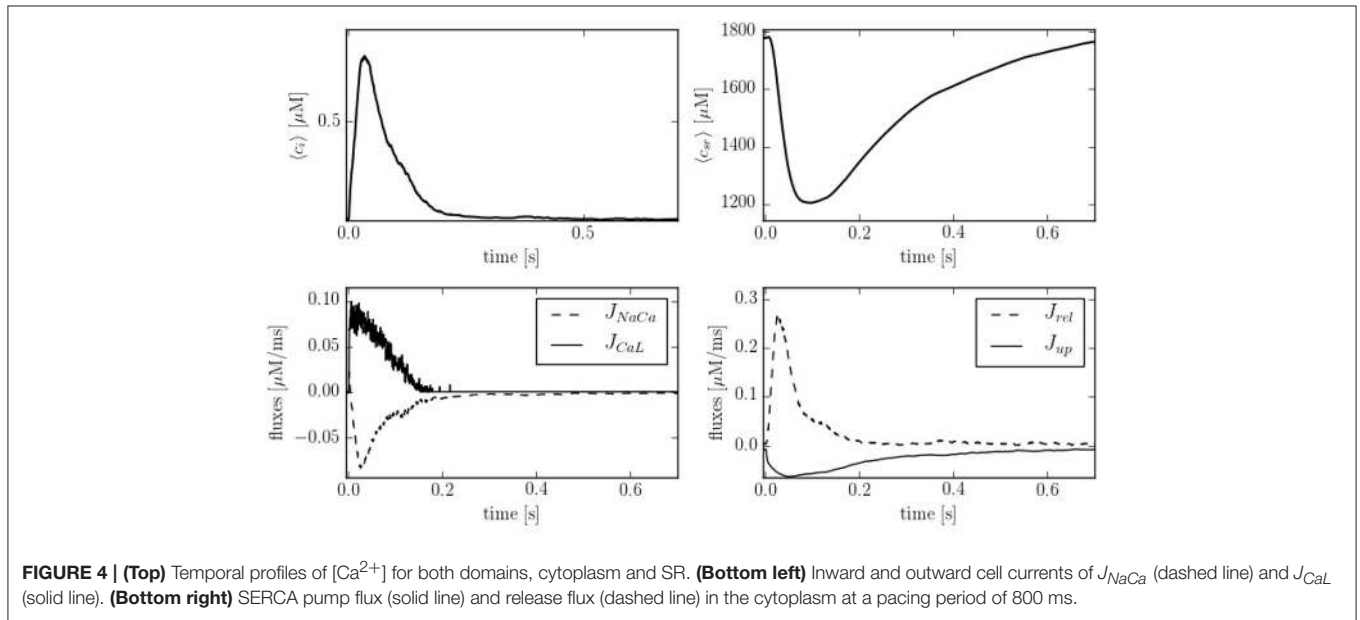 ⟨c_i⟩ [μM]
0.5
0.0
0.5
time [s]
⟨c_sr⟩ [μM]
1800
1600
1400
1200
0.0
0.2
0.4
0.6
time [s]
fluxes [μM/ms]
0.10
0.05
0.00
−0.05
J_NaCa
J_CaL
0.0
0.2
0.4
0.6
time [s]
fluxes [μM/ms]
0.3
0.2
0.1
0.0
J_rel
J_up
0.0
0.2
0.4
0.6
time [s]
FIGURE 4 | (Top) Temporal profiles of [Ca2+] for both domains, cytoplasm and SR. (Bottom left) Inward and outward cell currents of J_NaCa (dashed line) and J_CaL
(solid line). (Bottom right) SERCA pump flux (solid line) and release flux (dashed line) in the cytoplasm at a pacing period of 800 ms.